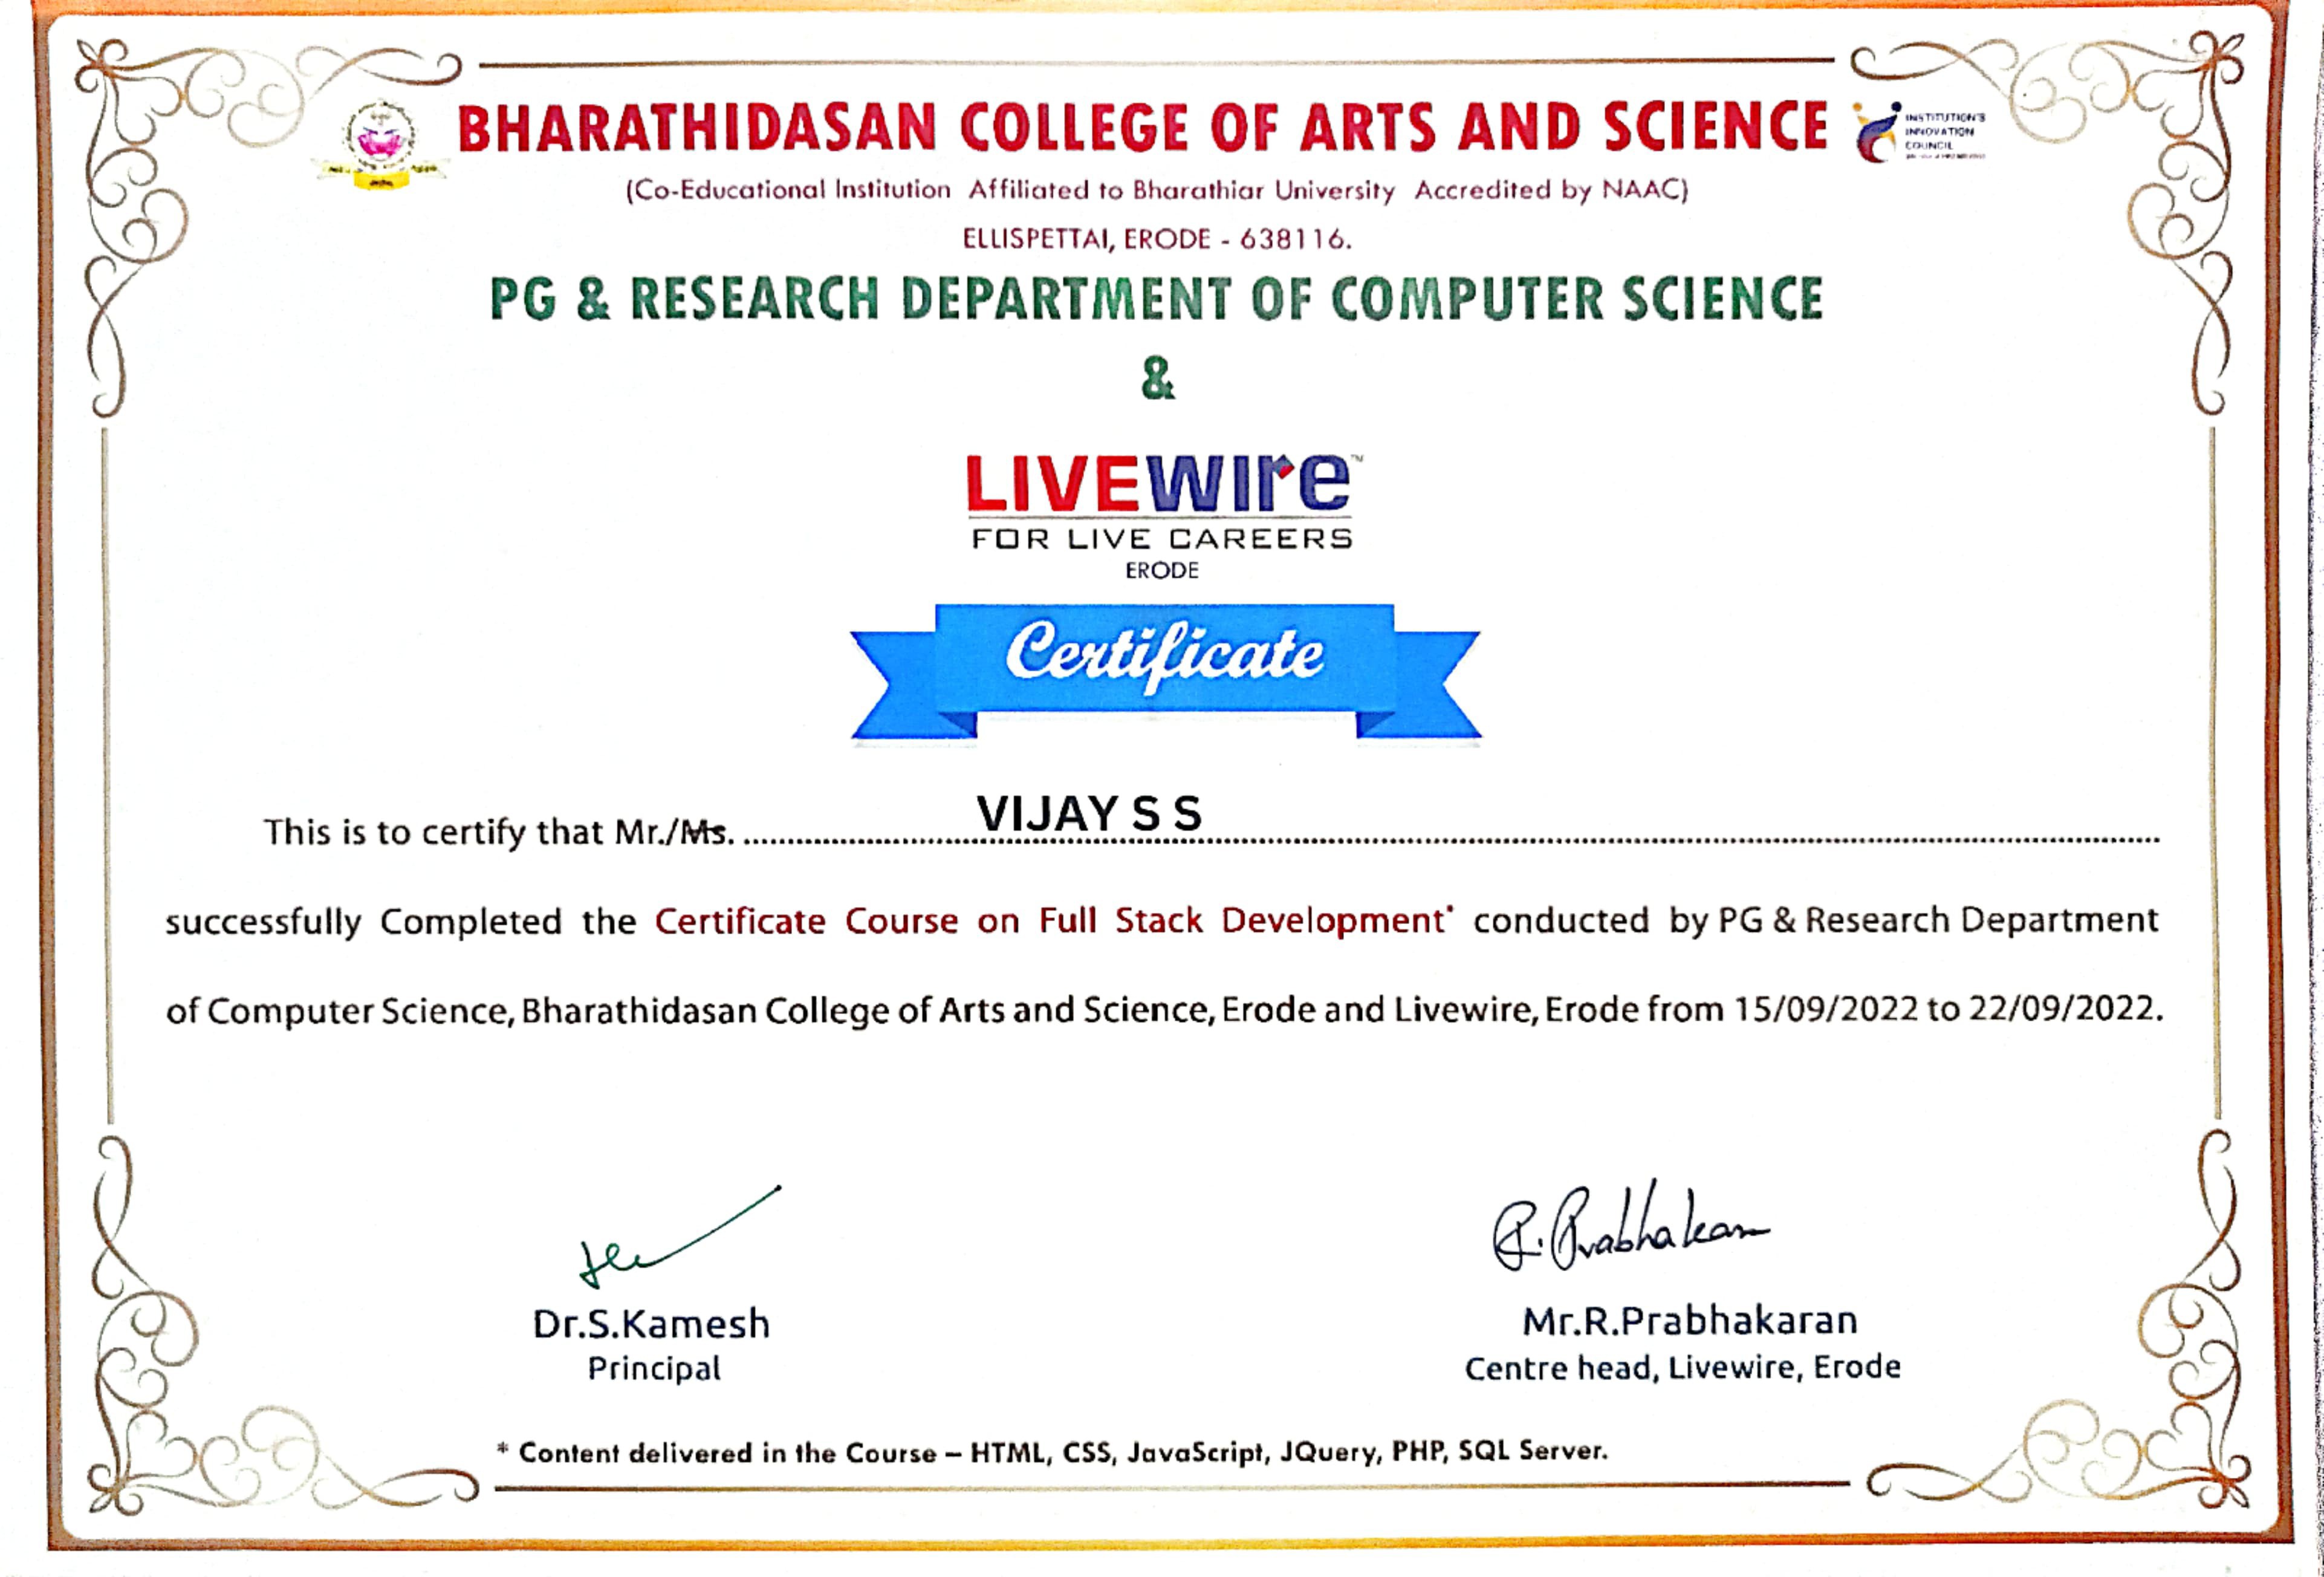 BHARATHIDASAN COLLEGE OF ARTS AND SCIENCE
INSTITUTION'S
INNOVATION
COUNCIL
(Co-Educational Institution Affiliated to Bharathiar University Accredited by NAAC)
ELLISPETTAI, ERODE - 638116.
PG & RESEARCH DEPARTMENT OF COMPUTER SCIENCE
&
LIVEWIre™
FOR LIVE CAREERS
ERODE
Certificate
This is to certify that Mr./Ms. VIJAY S S
successfully Completed the Certificate Course on Full Stack Development* conducted by PG & Research Department
of Computer Science, Bharathidasan College of Arts and Science, Erode and Livewire, Erode from 15/09/2022 to 22/09/2022.
R. Prabhakaran
Dr.S.Kamesh
Principal
Mr.R.Prabhakaran
Centre head, Livewire, Erode
* Content delivered in the Course – HTML, CSS, JavaScript, JQuery, PHP, SQL Server.